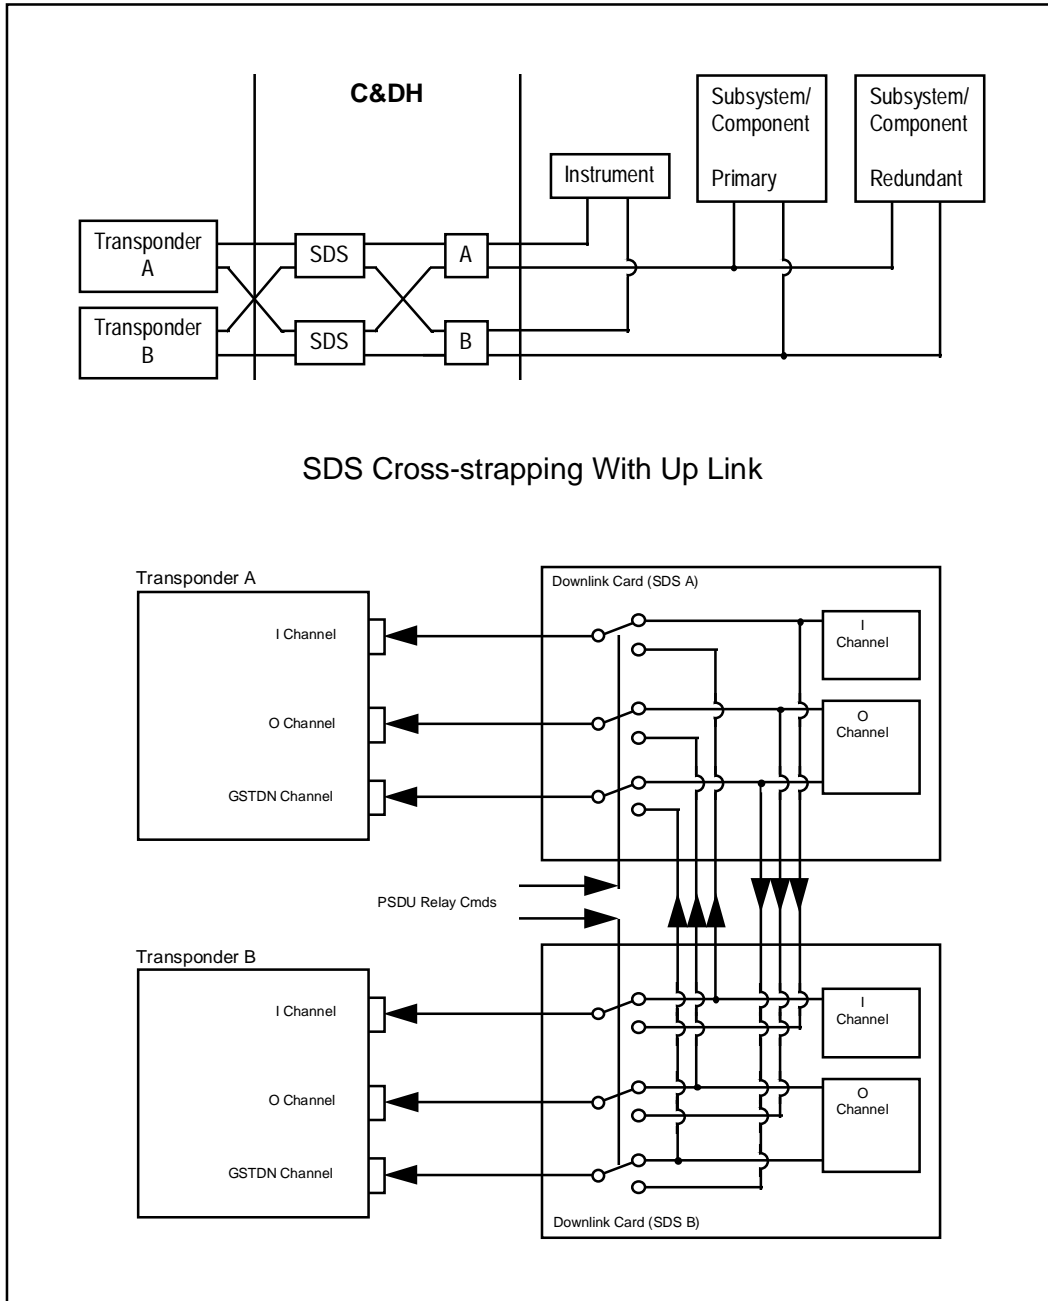 C&DH
Subsystem/
Component
Primary
Subsystem/
Component
Redundant
Instrument
Transponder
A
SDS
A
Transponder
B
SDS
B
SDS Cross-strapping With Up Link
Transponder A
I Channel
O Channel
GSTDN Channel
Downlink Card (SDS A)
I
Channel
O
Channel
PSDU Relay Cmds
Transponder B
I Channel
O Channel
GSTDN Channel
I
Channel
O
Channel
Downlink Card (SDS B)